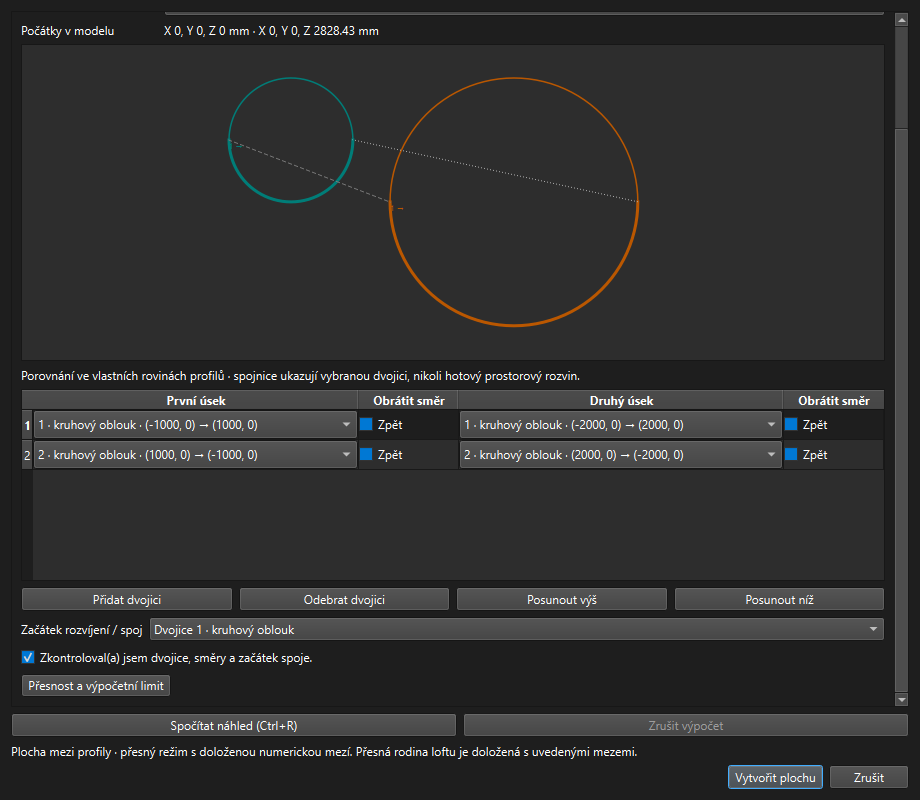 Počátky v modelu X 0, Y 0, Z 0 mm · X 0, Y 0, Z 2828.43 mm
Porovnání ve vlastních rovinách profilů · spojnice ukazují vybranou dvojici, nikoli hotový prostorový rozvin.
První úsek Obrátit směr Druhý úsek Obrátit směr
1 1 · kruhový oblouk · (-1000, 0) → (1000, 0) Zpět 1 · kruhový oblouk · (-2000, 0) → (2000, 0) Zpět
2 2 · kruhový oblouk · (1000, 0) → (-1000, 0) Zpět 2 · kruhový oblouk · (2000, 0) → (-2000, 0) Zpět
Přidat dvojici Odebrat dvojici Posunout výš Posunout níž
Začátek rozvíjení / spoj Dvojice 1 · kruhový oblouk
Zkontroloval(a) jsem dvojice, směry a začátek spoje.
Přesnost a výpočetní limit
Spočítat náhled (Ctrl+R) Zrušit výpočet
Plocha mezi profily · přesný režim s doloženou numerickou mezí. Přesná rodina loftu je doložená s uvedenými mezemi.
Vytvořit plochu Zrušit